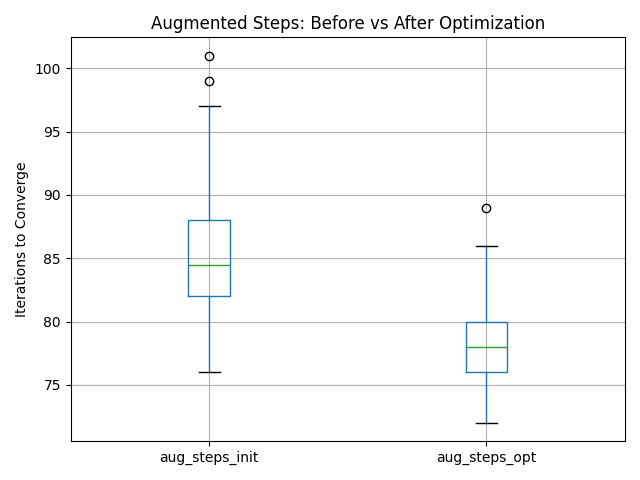 Augmented Steps: Before vs After Optimization
Iterations to Converge
100
95
90
85
80
75
aug_steps_init
aug_steps_opt